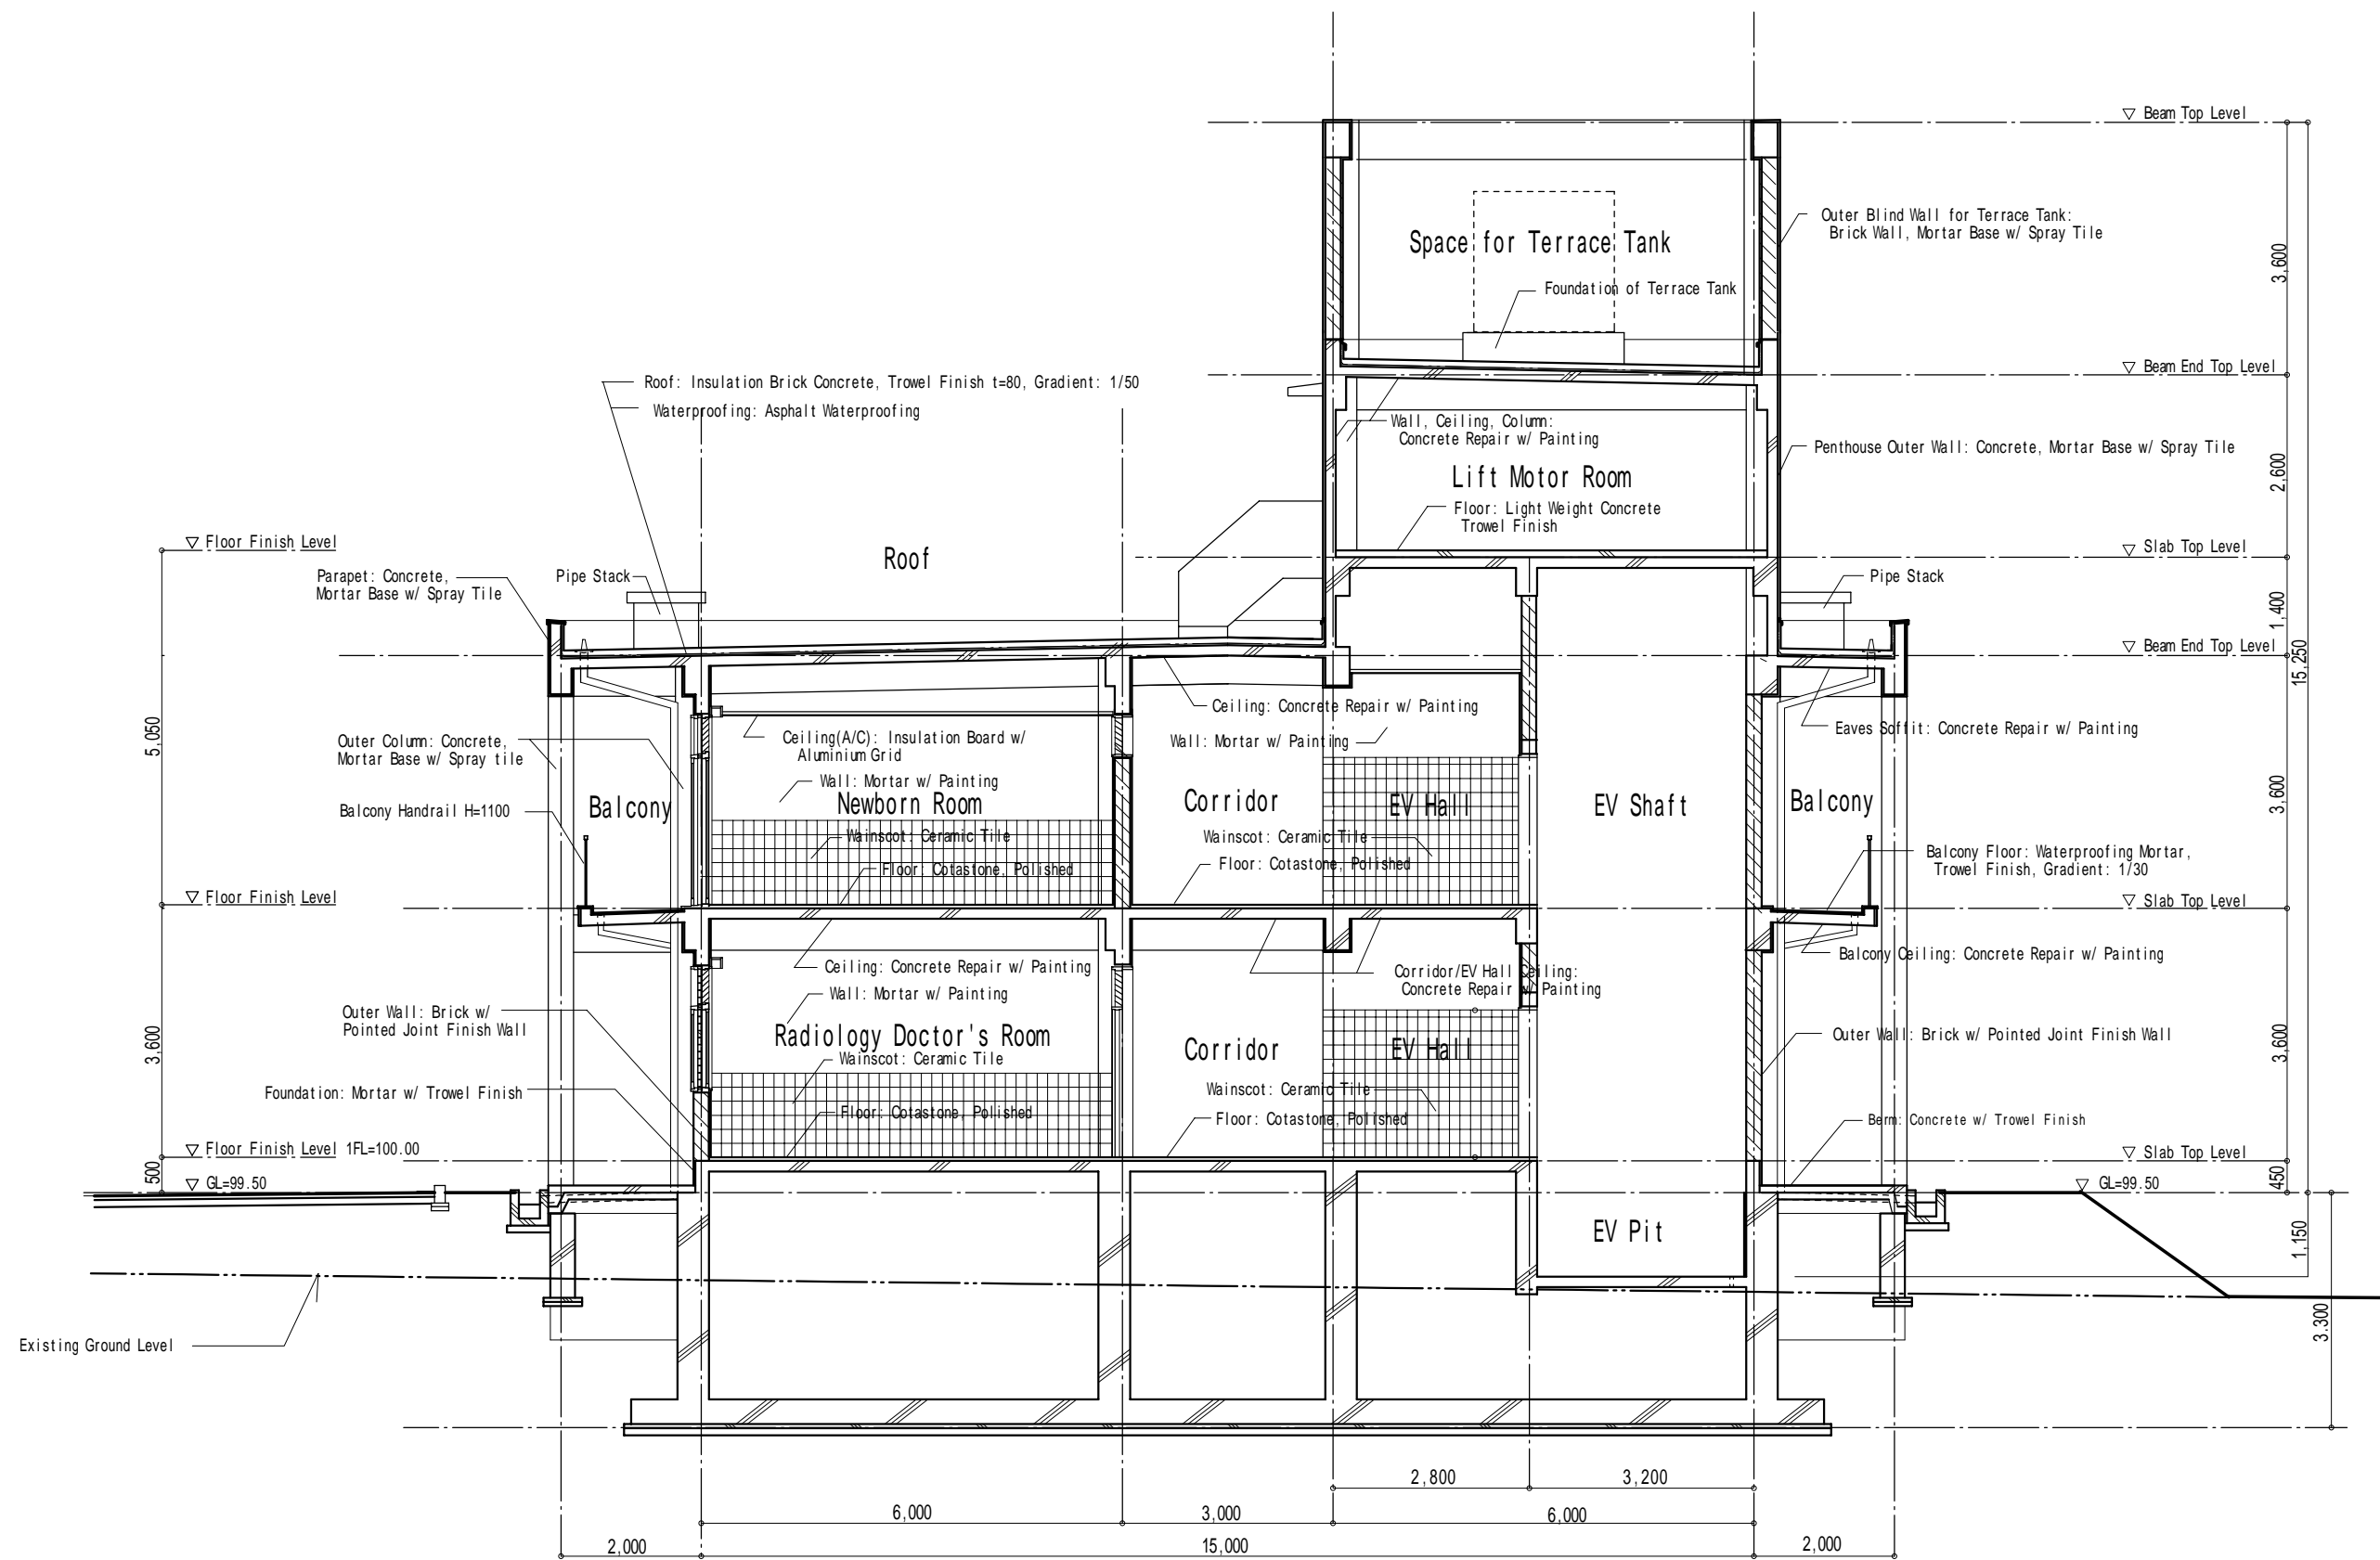 Beam Top Level
Outer Blind Wall for Terrace Tank:
Brick Wall, Mortar Base w/ Spray Tile
Space for Terrace Tank
3,600
Foundation of Terrace Tank
Beam End Top Level
Roof: Insulation Brick Concrete, Trowel Finish t=80, Gradient: 1/50
Waterproofing: Asphalt Waterproofing
Wall, Ceiling, Column:
Concrete Repair w/ Painting
Penthouse Outer Wall: Concrete, Mortar Base w/ Spray Tile
Lift Motor Room
2,600
Floor: Light Weight Concrete
Trowel Finish
Floor Finish Level
Roof
Slab Top Level
Parapet: Concrete,
Mortar Base w/ Spray Tile
Pipe Stack
Pipe Stack
1,400
Beam End Top Level
15,250
Ceiling: Concrete Repair w/ Painting
5,050
Outer Column: Concrete,
Mortar Base w/ Spray tile
Ceiling(A/C): Insulation Board w/
Aluminium Grid
Wall: Mortar w/ Painting
Eaves Soffit: Concrete Repair w/ Painting
Wall: Mortar w/ Painting
Balcony
Newborn Room
Corridor
EV Hall
EV Shaft
Balcony
3,600
Balcony Handrail H=1100
Wainscot: Ceramic Tile
Wainscot: Ceramic Tile
Floor: Cotastone, Polished
Floor: Cotastone, Polished
Balcony Floor: Waterproofing Mortar,
Trowel Finish, Gradient: 1/30
Floor Finish Level
Slab Top Level
Ceiling: Concrete Repair w/ Painting
Corridor/EV Hall Ceiling:
Concrete Repair w/ Painting
Balcony Ceiling: Concrete Repair w/ Painting
Wall: Mortar w/ Painting
Outer Wall: Brick w/
Pointed Joint Finish Wall
Radiology Doctor's Room
Corridor
EV Hall
Outer Wall: Brick w/ Pointed Joint Finish Wall
3,600
3,600
Wainscot: Ceramic Tile
Wainscot: Ceramic Tile
Foundation: Mortar w/ Trowel Finish
Floor: Cotastone, Polished
Floor: Cotastone, Polished
Berm: Concrete w/ Trowel Finish
Floor Finish Level 1FL=100.00
Slab Top Level
500
450
GL=99.50
GL=99.50
EV Pit
1,150
Existing Ground Level
3.300
2,800
3,200
6,000
3,000
6,000
2,000
15,000
2,000